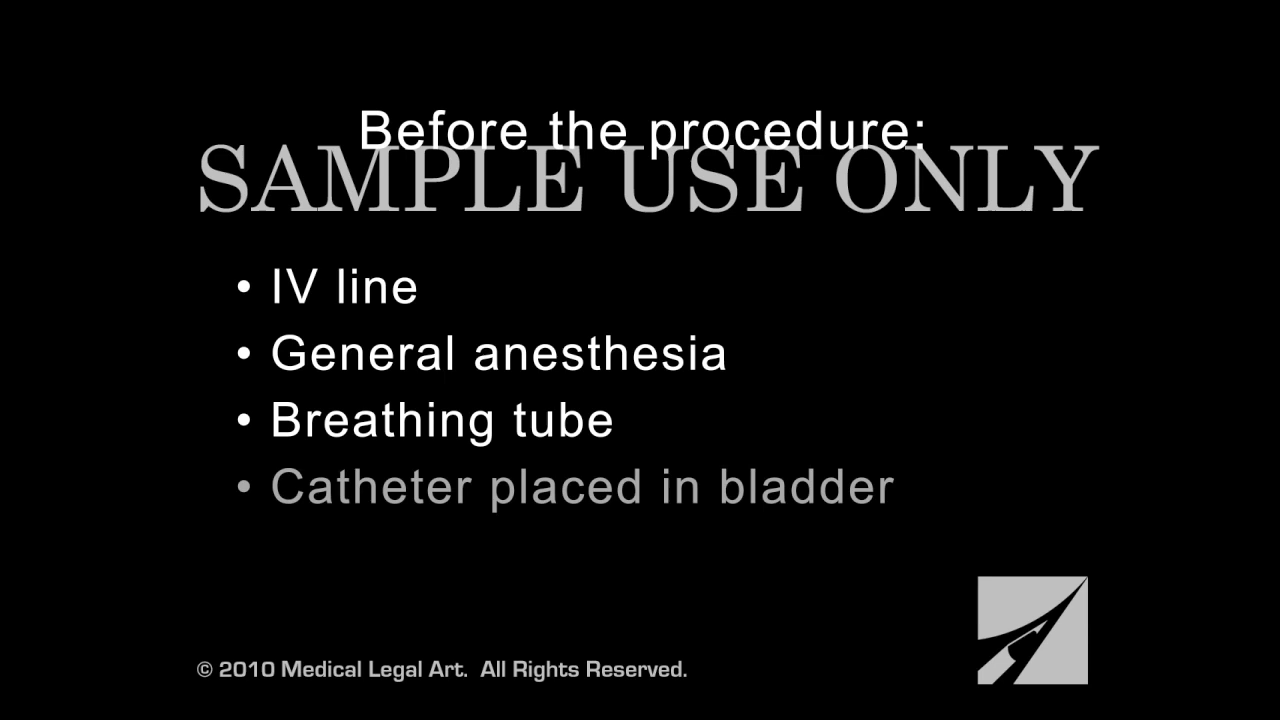 Before the procedure:
SAMPLE USE ONLY
• IV line
• General anesthesia
• Breathing tube
• Catheter placed in bladder
© 2010 Medical Legal Art. All Rights Reserved.